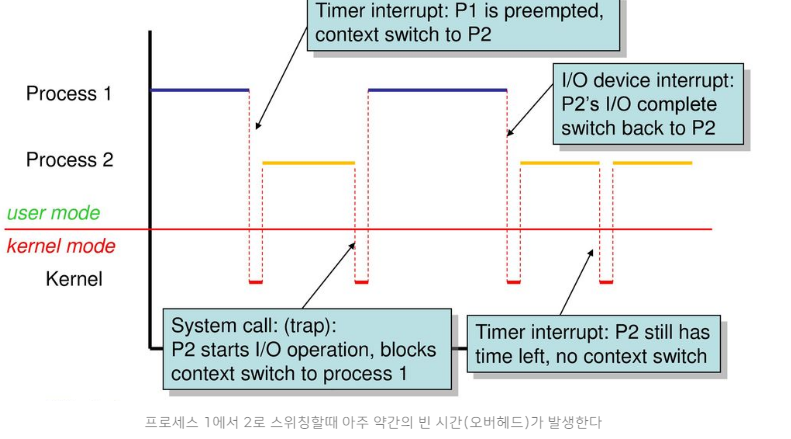 Timer interrupt: P1 is preempted,
context switch to P2
I/O device interrupt:
P2's I/O complete
switch back to P2
Process 1
Process 2
user mode
kernel mode
Kernel
System call: (trap):
P2 starts I/O operation, blocks
context switch to process 1
Timer interrupt: P2 still has
time left, no context switch
프로세스 1에서 2로 스위칭할때 아주 약간의 빈 시간(오버헤드)가 발생한다